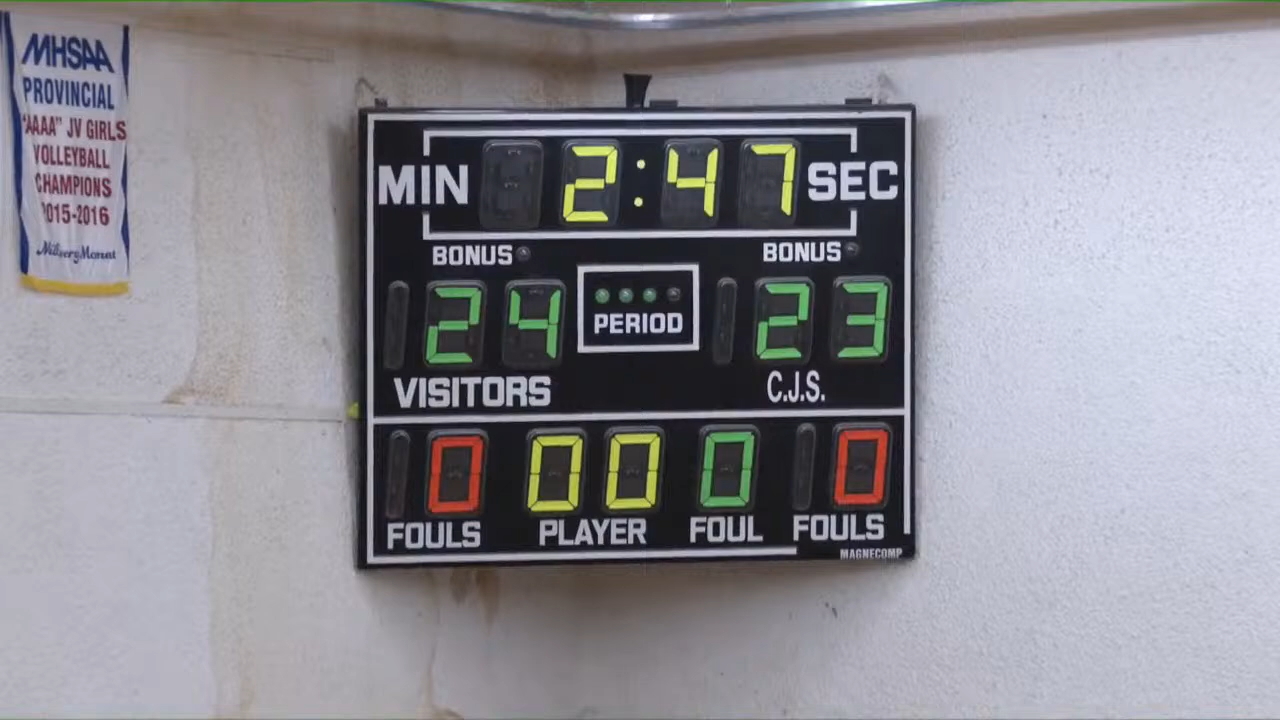 MHSAA
PROVINCIAL
"AAAA" JV GIRLS
VOLLEYBALL
CHAMPIONS
2015-2016
MIN 2:47 SEC
BONUS BONUS
24 PERIOD 23
VISITORS C.J.S.
0 00 0 0
FOULS PLAYER FOUL FOULS
MAGNECOMP